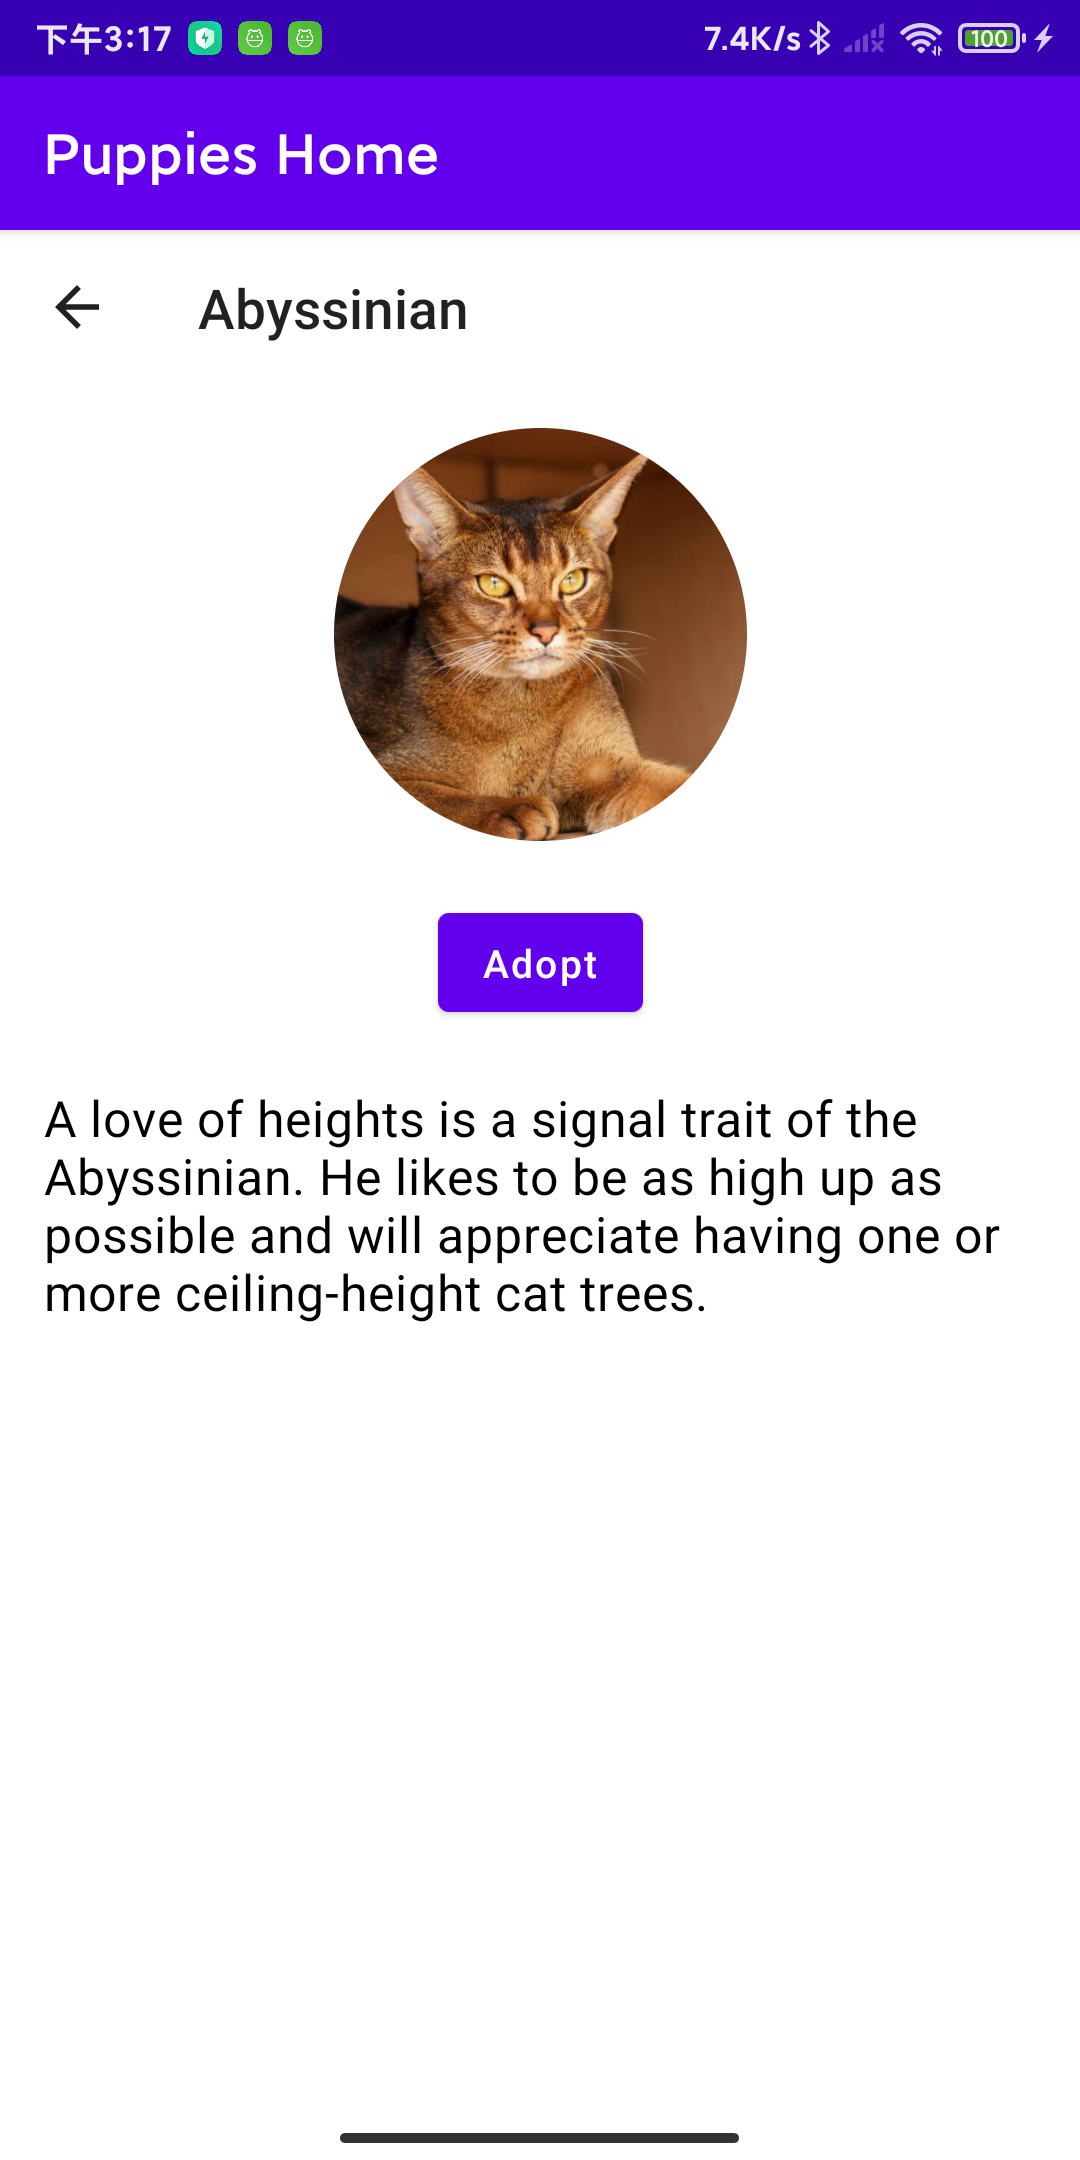 下午3:17 7.4K/s 100
Puppies Home
Abyssinian
Adopt
A love of heights is a signal trait of the
Abyssinian. He likes to be as high up as
possible and will appreciate having one or
more ceiling-height cat trees.